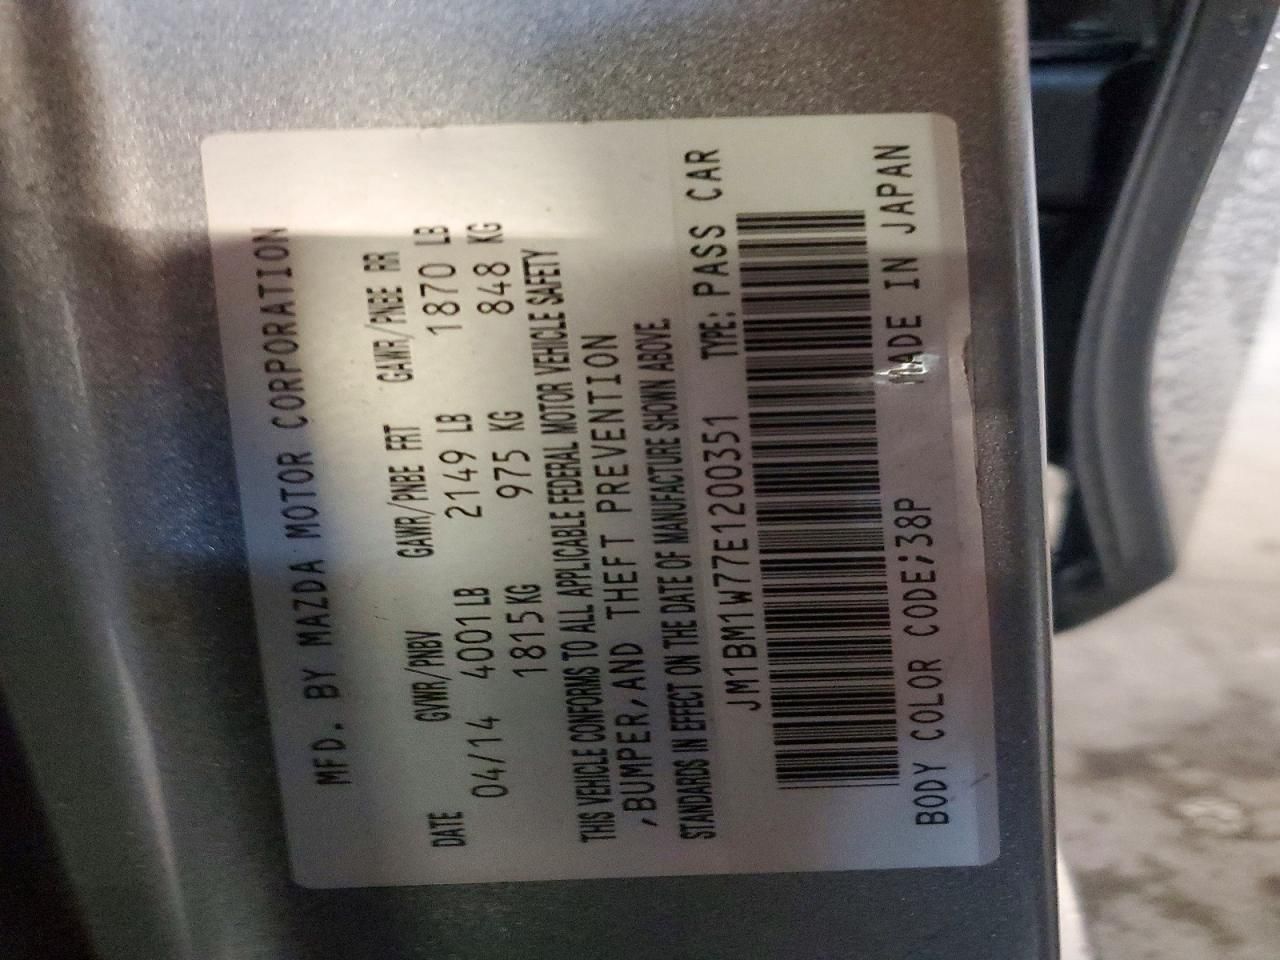 MFD. BY MAZDA MOTOR CORPORATION
DATE GVWR/PNBV GAWR/PNBE FRT GAWR/PNBE RR
04/14 4001LB 2149 LB 1870 LB
1815KG 975 KG 848 KG
THIS VEHICLE CONFORMS TO ALL APPLICABLE FEDERAL MOTOR VEHICLE SAFETY
,BUMPER,AND THEFT PREVENTION
STANDARDS IN EFFECT ON THE DATE OF MANUFACTURE SHOWN ABOVE.
JM1BM1W77E1200351 TYPE: PASS CAR
BODY COLOR CODE;38P MADE IN JAPAN